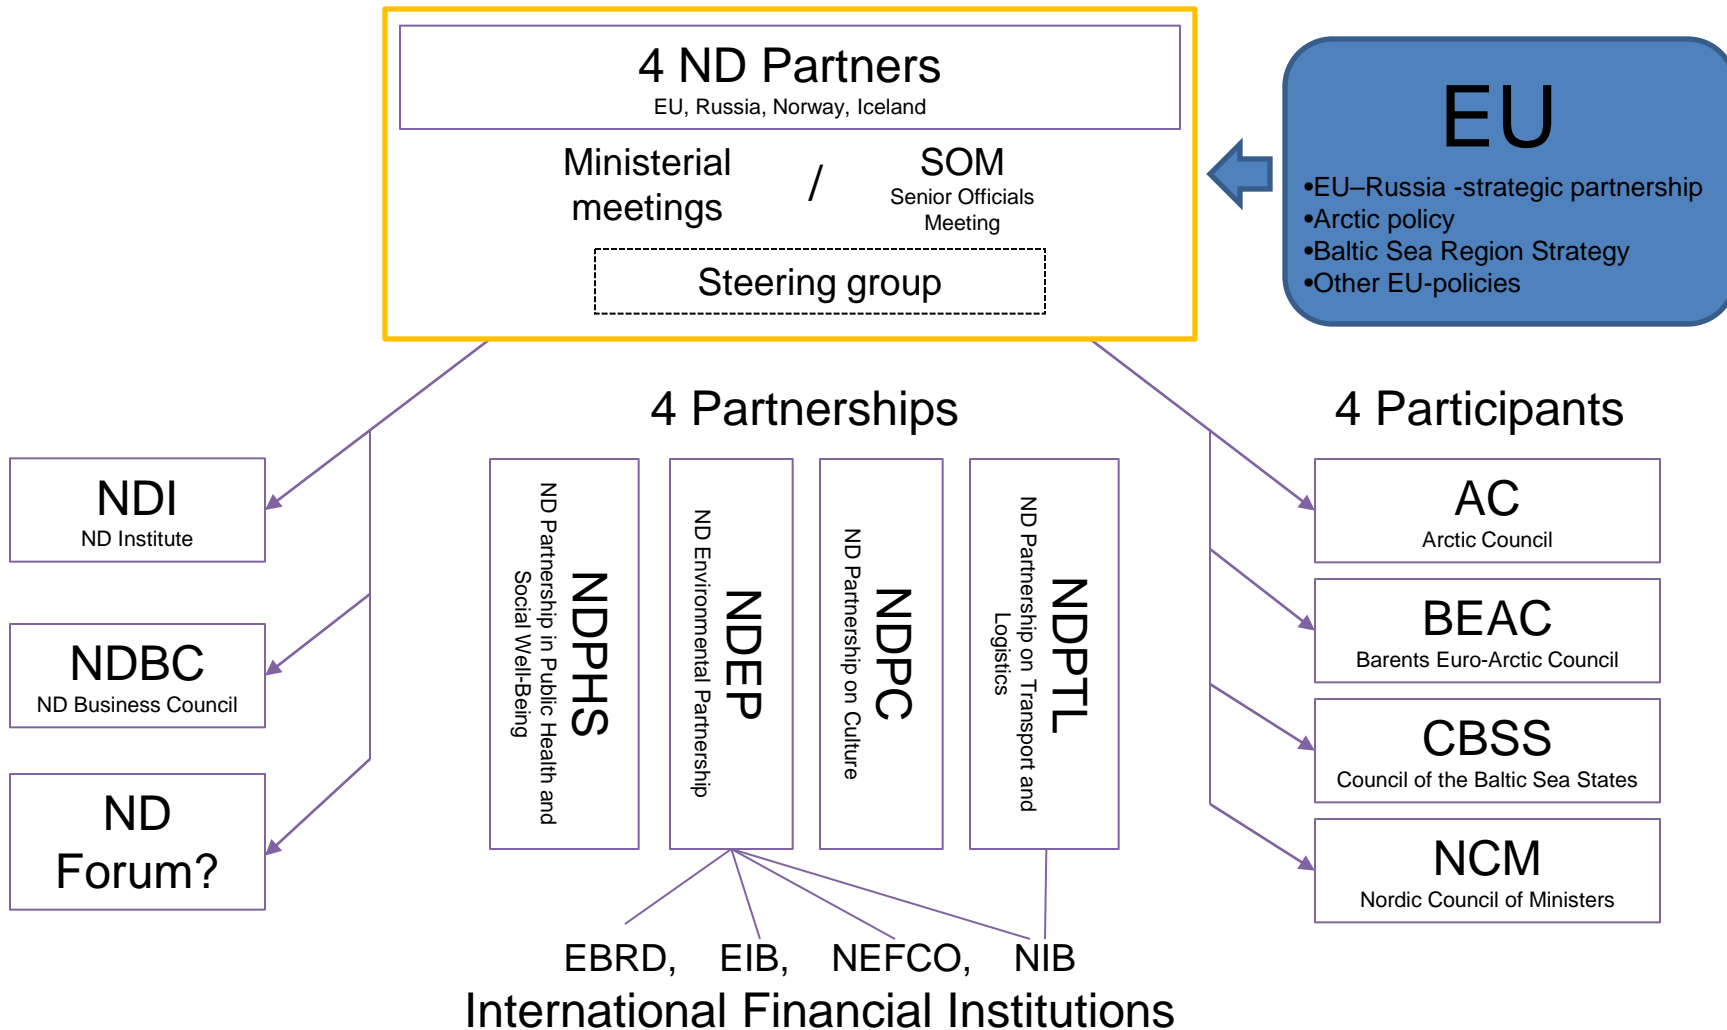 4 ND Partners
EU, Russia, Norway, Iceland
Ministerial
meetings
/
SOM
Senior Officials
Meeting
Steering group
EU
•EU–Russia -strategic partnership
•Arctic policy
•Baltic Sea Region Strategy
•Other EU-policies
4 Partnerships
4 Participants
NDI
ND Institute
NDBC
ND Business Council
ND
Forum?
NDPHS
ND Partnership in Public Health and
Social Well-Being
NDEP
ND Environmental Partnership
NDPC
ND Partnership on Culture
NDPTL
ND Partnership on Transport and
Logistics
AC
Arctic Council
BEAC
Barents Euro-Arctic Council
CBSS
Council of the Baltic Sea States
NCM
Nordic Council of Ministers
EBRD, EIB, NEFCO, NIB
International Financial Institutions